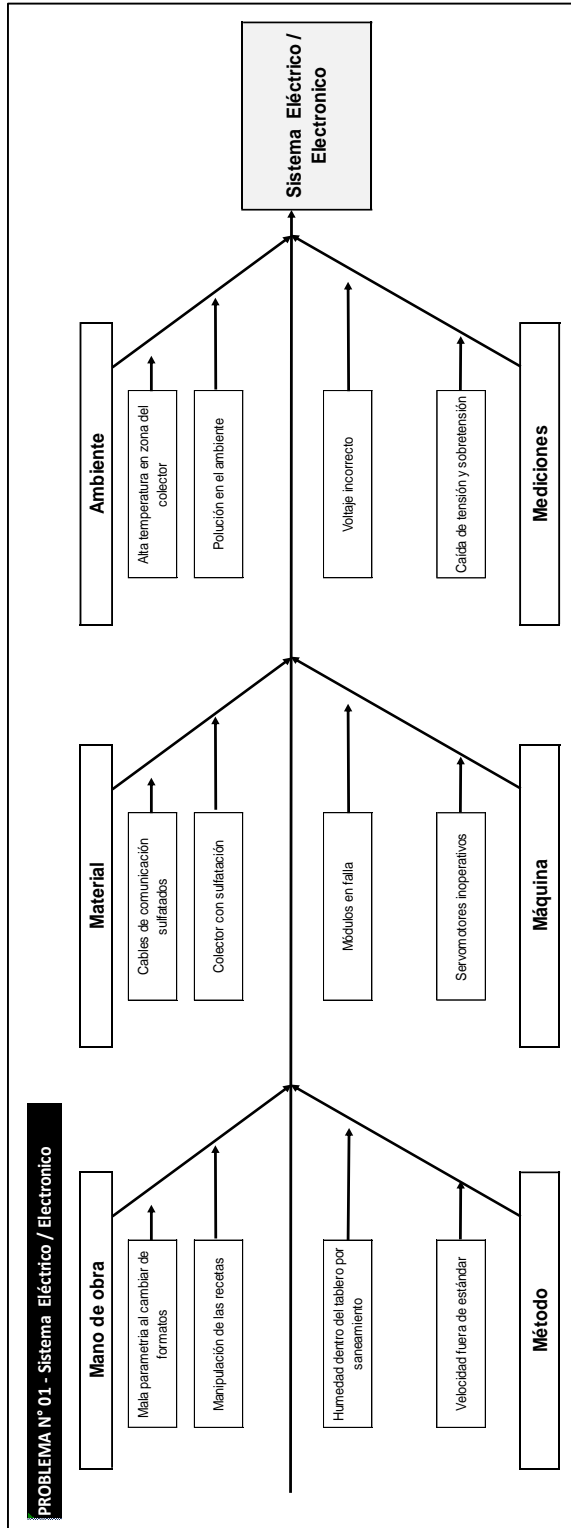 PROBLEMA N° 01 - Sistema Eléctrico / Electronico
Mano de obra
Material
Ambiente
Mala parametría al cambiar de
formatos
Cables de comunicación
sulfatados
Alta temperatura en zona del
colector
Manipulación de las recetas
Colector con sulfatación
Polución en el ambiente
Sistema Eléctrico /
Electronico
Humedad dentro del tablero por
saneamiento
Módulos en falla
Voltaje incorrecto
Velocidad fuera de estándar
Servomotores inoperativos
Caída de tensión y sobretensión
Método
Máquina
Mediciones